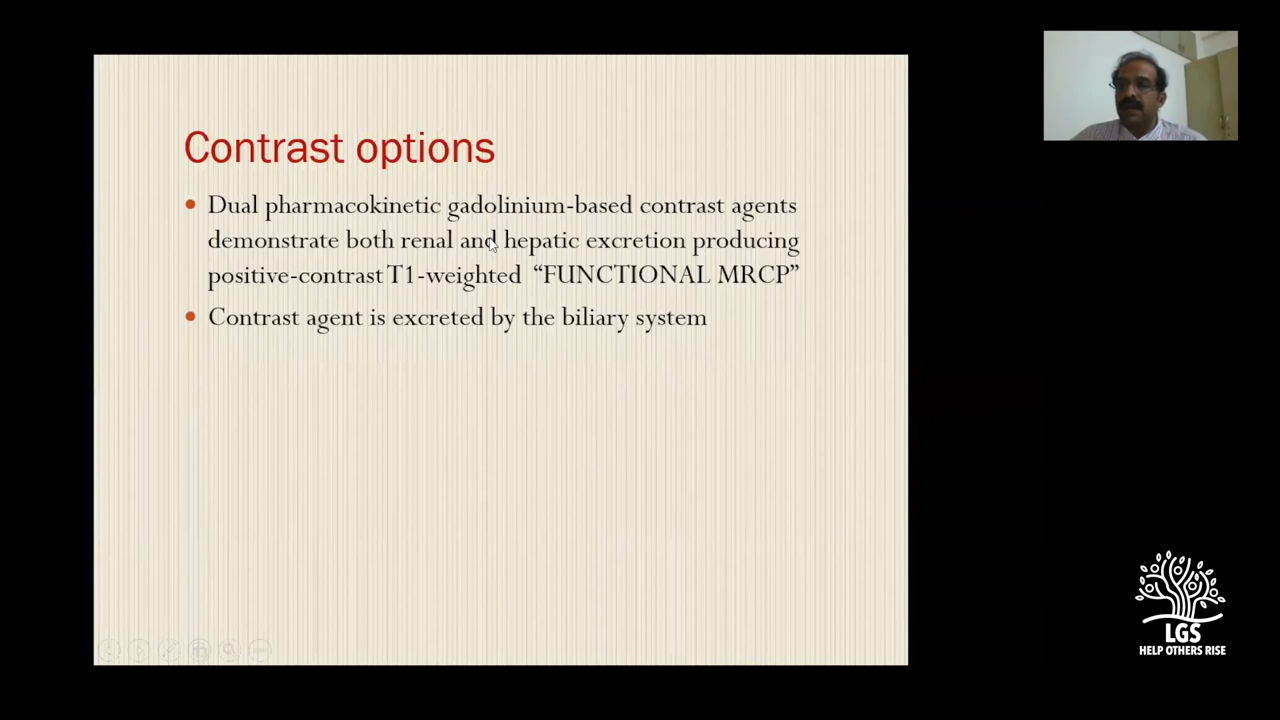 Contrast options
Dual pharmacokinetic gadolinium-based contrast agents
demonstrate both renal and hepatic excretion producing
positive-contrast T1-weighted “FUNCTIONAL MRCP”
Contrast agent is excreted by the biliary system
LGS
HELP OTHERS RISE